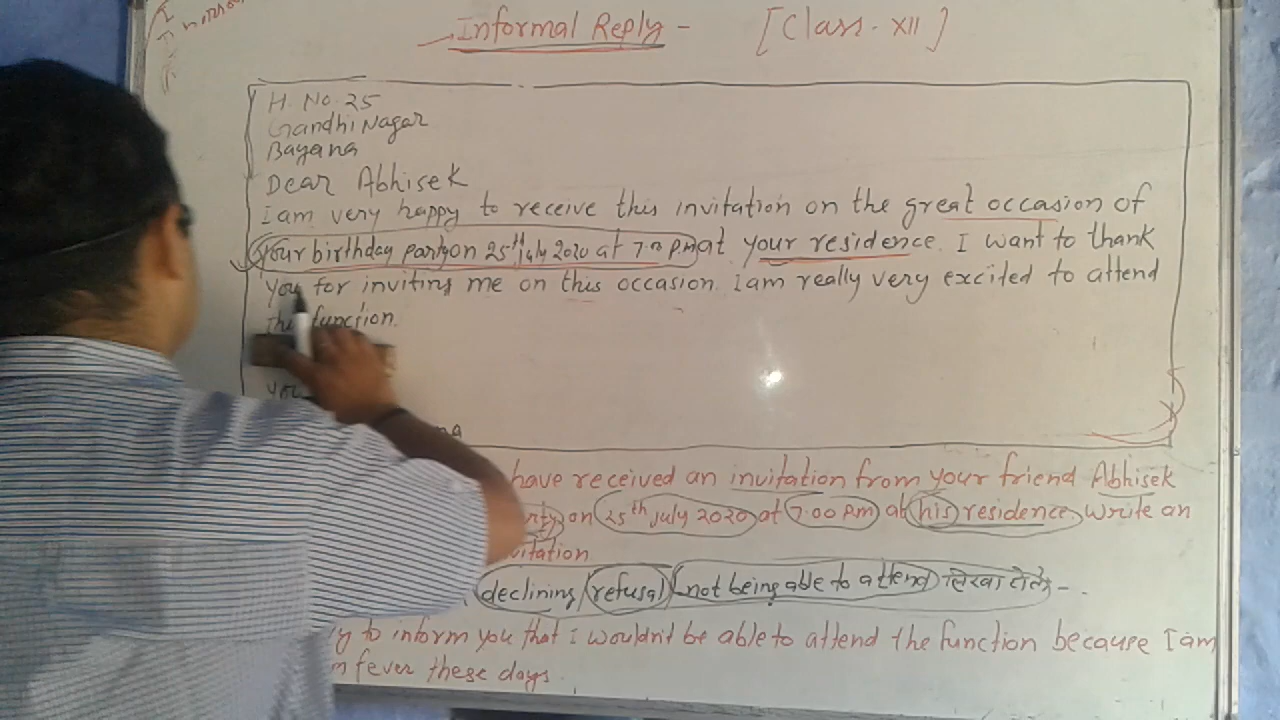 Informal Reply - [Class. XII]
H. No. 25
Gandhi Nagar
Bayana
Dear Abhisek
I am very happy to receive this invitation on the great occasion of
your birthday party on 25th july 2020 at 7.00 P.M at your residence. I want to thank
you for inviting me on this occasion. I am really very excited to attend
the function.
have received an invitation from your friend Abhisek
on 25th july 2020 at 7.00 PM at his residence write an
declining / refusal / not being able to attend लिखा होतो -
to inform you that I wouldn't be able to attend the function because I am
fever these days.